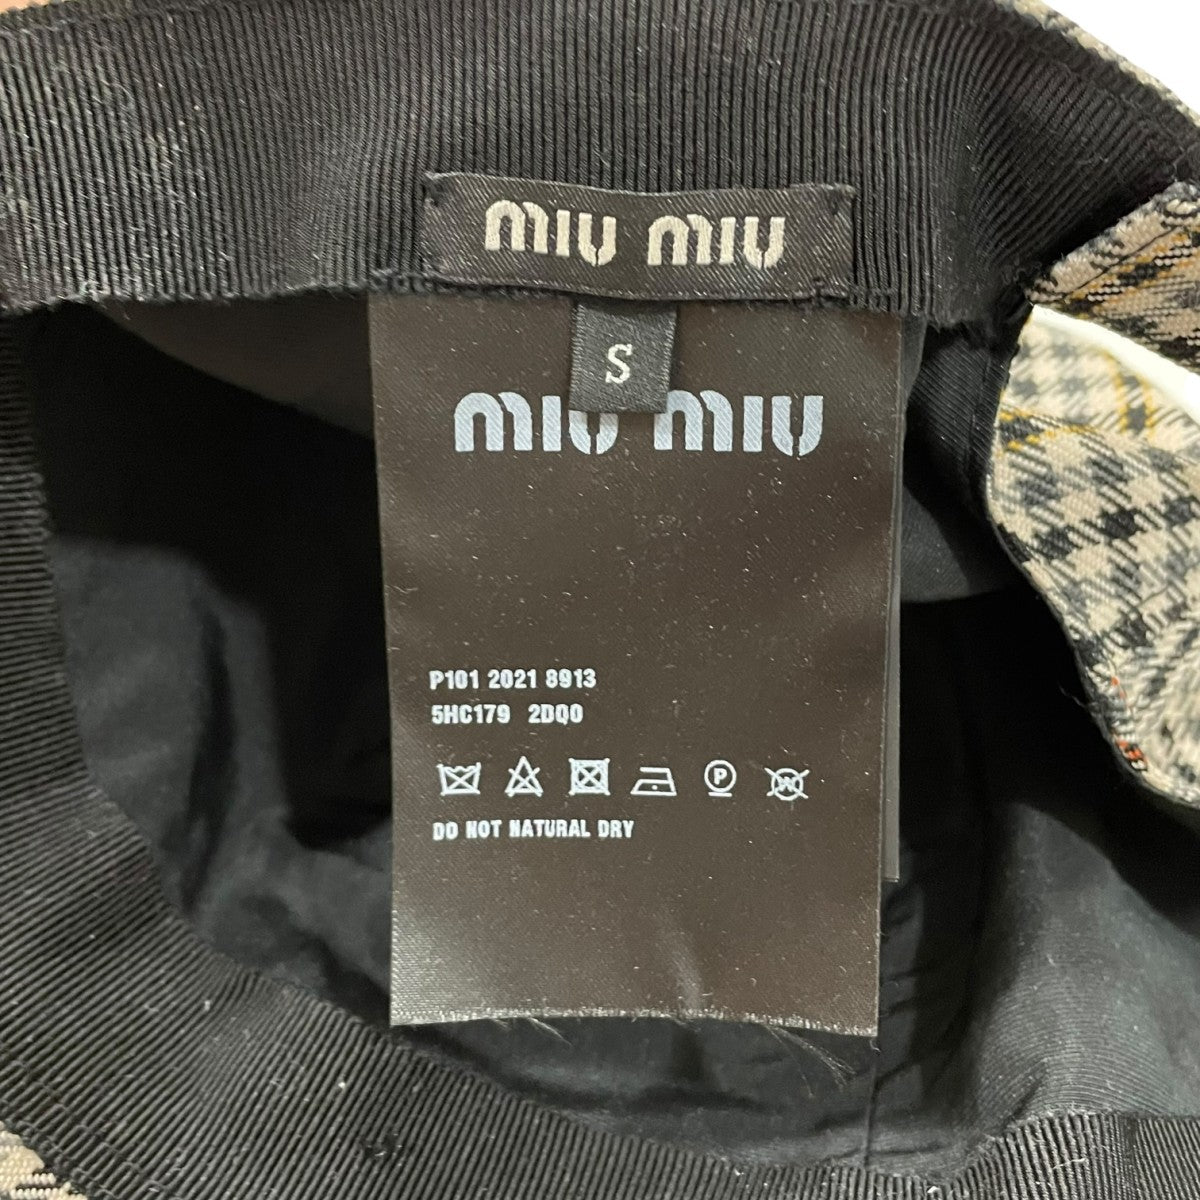 miu miu
S
miu miu
P101 2021 8913
5HC179 2DQ0
P W
DO NOT NATURAL DRY